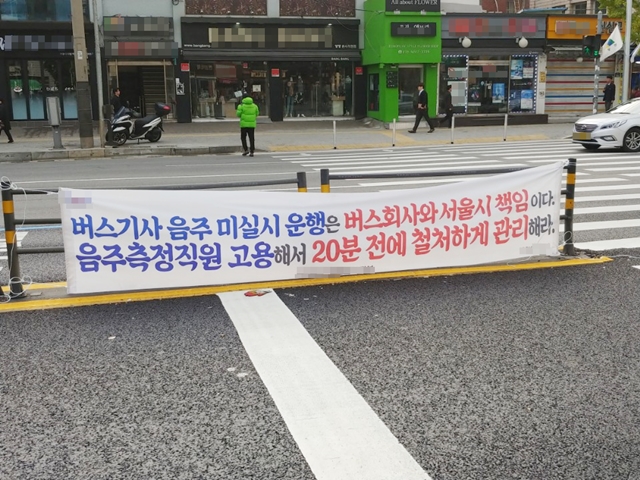 All about FLOWER
버스기사 음주 미실시 운행은 버스회사와 서울시 책임이다.
음주측정직원 고용해서 20분 전에 철처하게 관리해라.